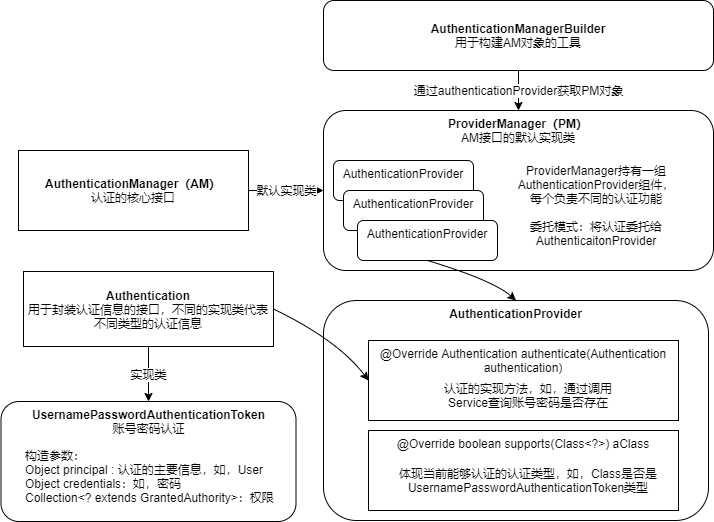 AuthenticationManagerBuilder
用于构建AM对象的工具
通过authenticationProvider获取PM对象
ProviderManager（PM）
AM接口的默认实现类
AuthenticationProvider
AuthenticationProvider
AuthenticationProvider
ProviderManager持有一组
AuthenticationProvider组件，
每个负责不同的认证功能
委托模式：将认证委托给
AuthenticaitonProvider
AuthenticationManager（AM）
认证的核心接口
默认实现类
Authentication
用于封装认证信息的接口，不同的实现类代表
不同类型的认证信息
实现类
UsernamePasswordAuthenticationToken
账号密码认证
构造参数：
Object principal : 认证的主要信息，如，User
Object credentials：如，密码
Collection<? extends GrantedAuthority>：权限
AuthenticationProvider
@Override Authentication authenticate(Authentication
authentication)
认证的实现方法，如，通过调用
Service查询账号密码是否存在
@Override boolean supports(Class<?>) aClass
体现当前能够认证的认证类型，如，Class是否是
UsernamePasswordAuthenticationToken类型